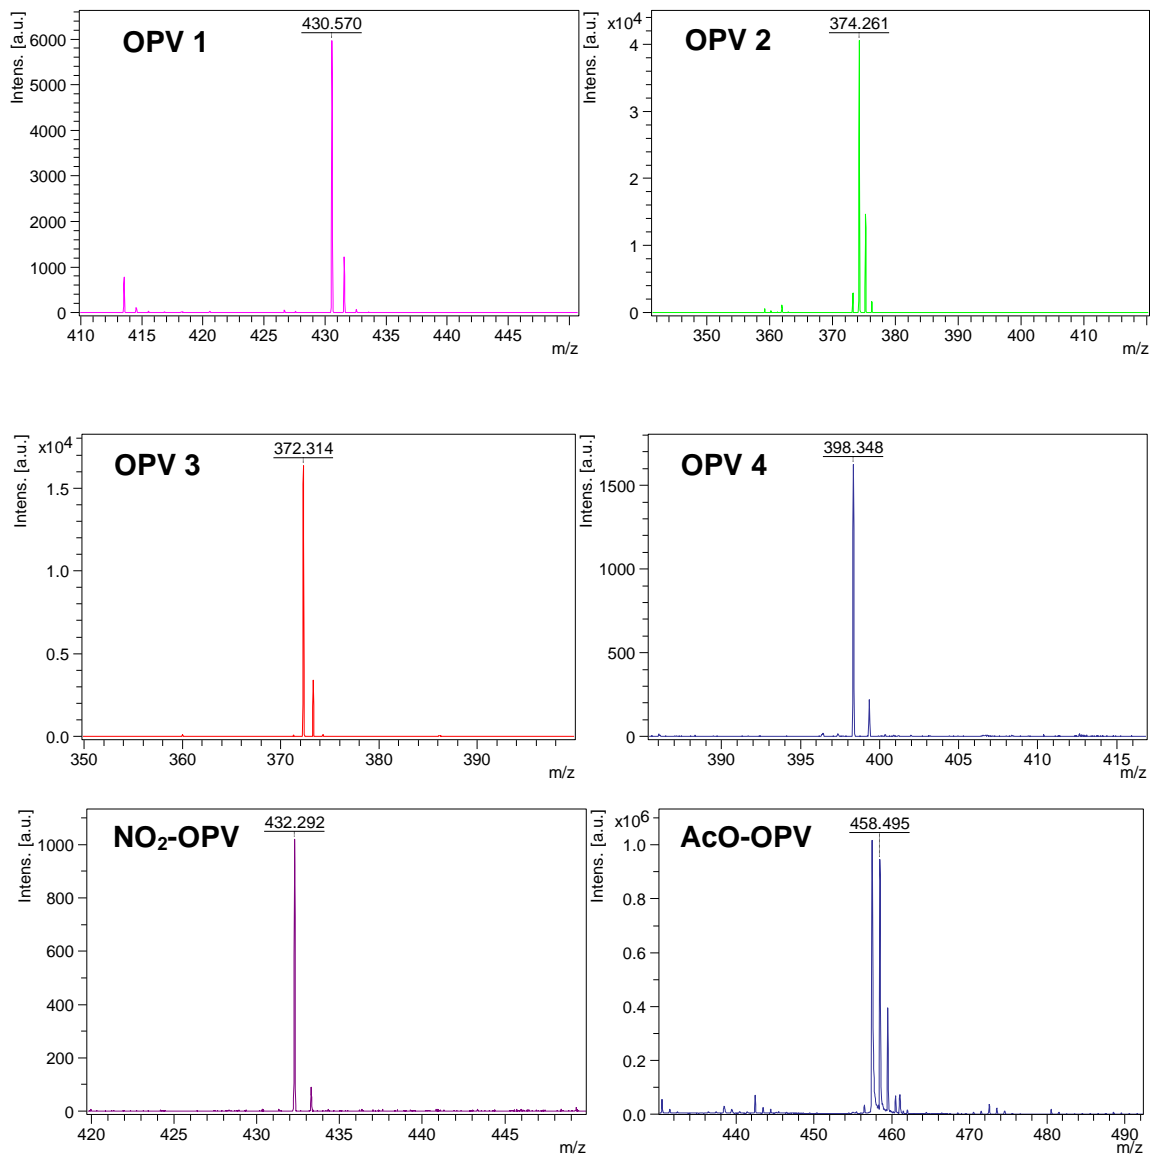 OPV 1
430.570
Intens. [a.u.]
6000
5000
4000
3000
2000
1000
0
410 415 420 425 430 435 440 445
m/z
OPV 2
374.261
Intens. [a.u.]
x10⁴
4
3
2
1
0
350 360 370 380 390 400 410
m/z
OPV 3
372.314
Intens. [a.u.]
x10⁴
1.5
1.0
0.5
0.0
350 360 370 380 390
m/z
OPV 4
398.348
Intens. [a.u.]
1500
1000
500
0
390 395 400 405 410 415
m/z
NO₂-OPV
432.292
Intens. [a.u.]
1000
800
600
400
200
0
420 425 430 435 440 445
m/z
AcO-OPV
458.495
Intens. [a.u.]
x10⁶
1.0
0.8
0.6
0.4
0.2
0.0
440 450 460 470 480 490
m/z